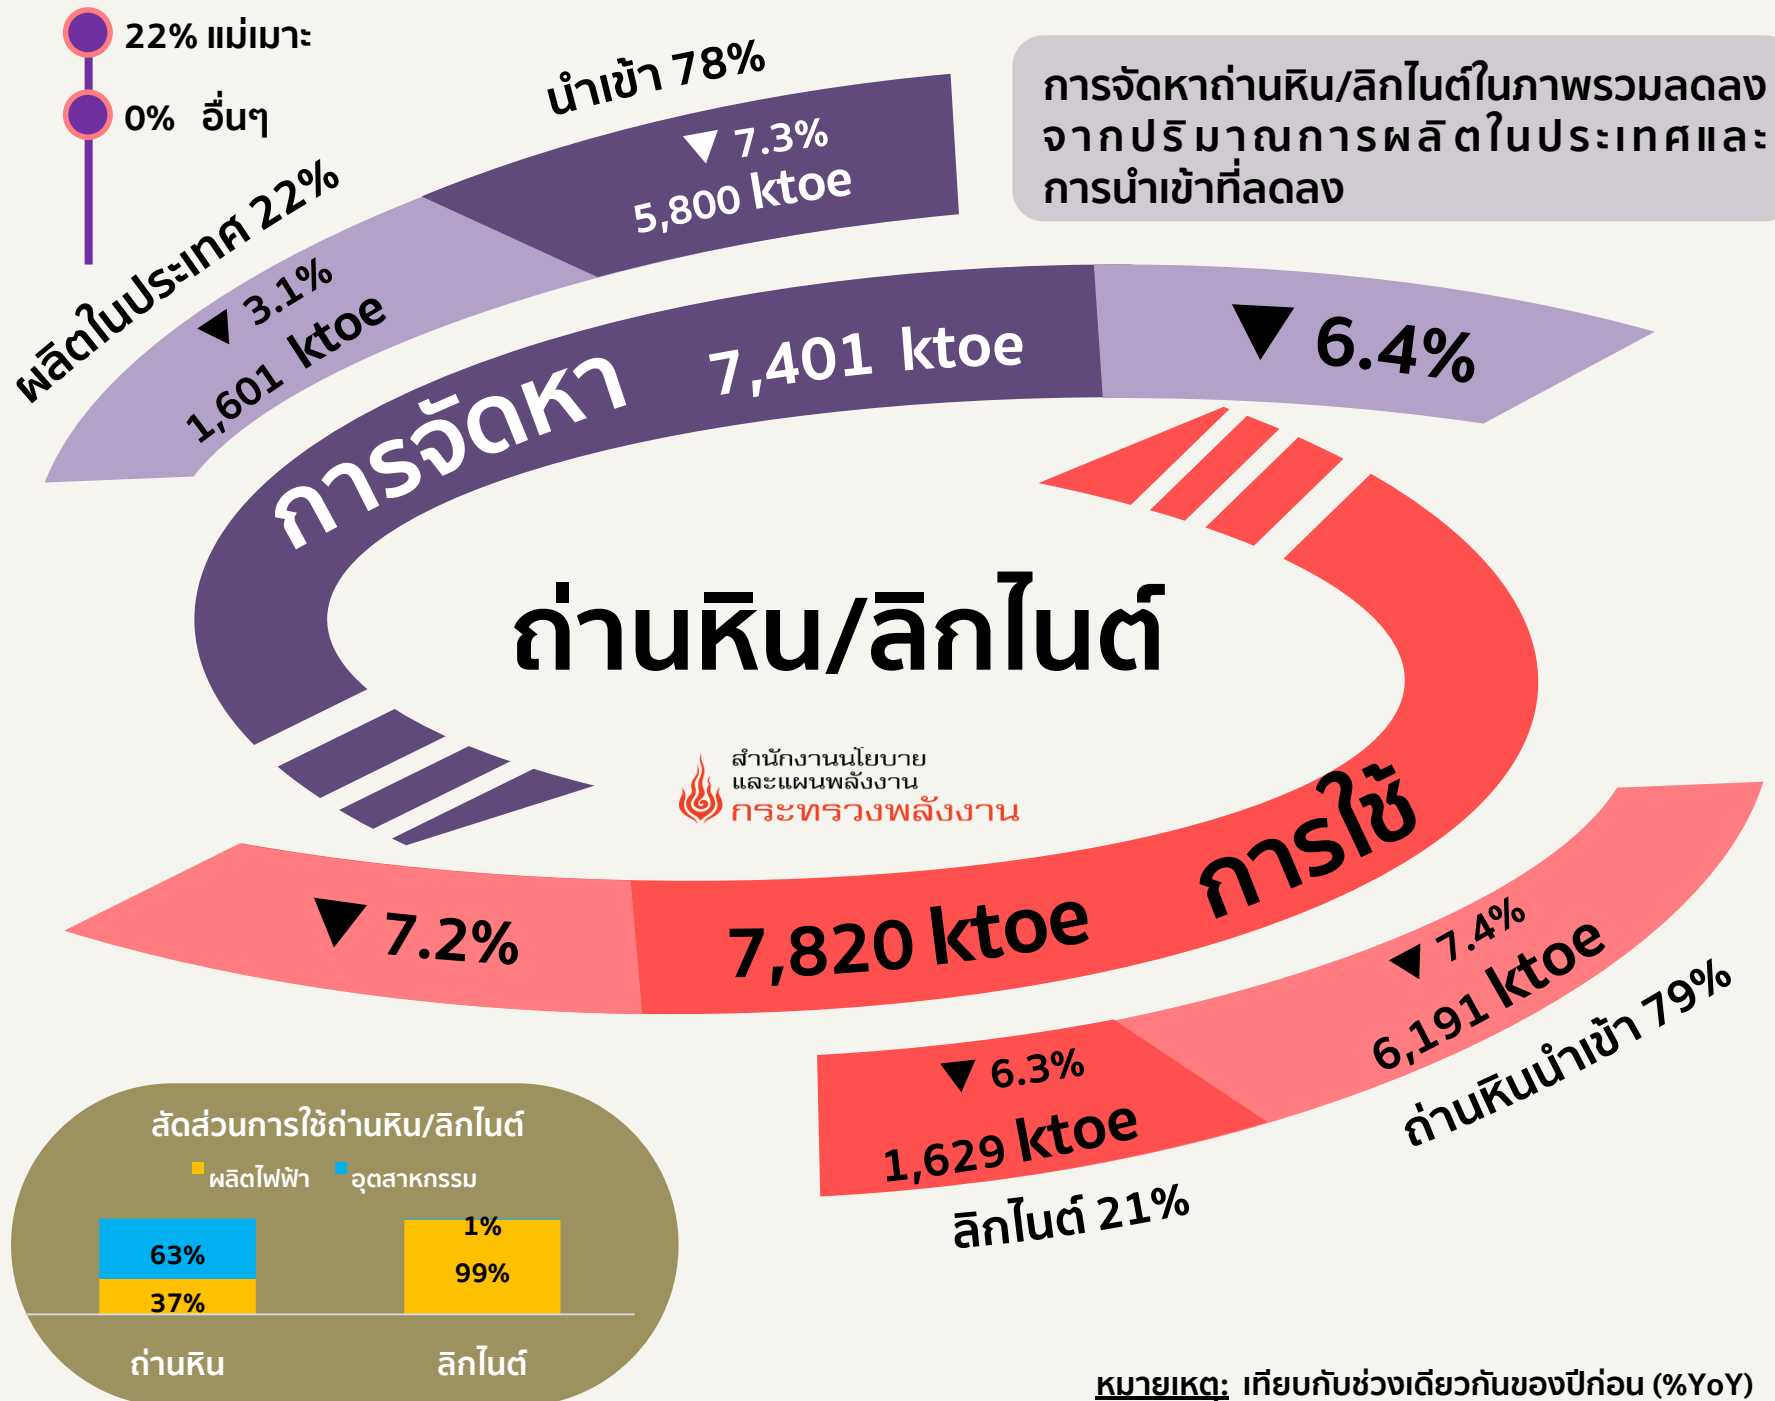 22% แม่เมาะ
0% อื่นๆ
ผลิตในประเทศ 22%
▼ 3.1%
1,601 ktoe
นำเข้า 78%
▼ 7.3%
5,800 ktoe
การจัดหาถ่านหิน/ลิกไนต์ในภาพรวมลดลง
จากปริมาณการผลิตในประเทศและ
การนำเข้าที่ลดลง
การจัดหา 7,401 ktoe ▼ 6.4%
ถ่านหิน/ลิกไนต์
สำนักงานนโยบาย
และแผนพลังงาน
กระทรวงพลังงาน
▼ 7.2% 7,820 ktoe การใช้
▼ 7.4%
6,191 ktoe
ถ่านหินนำเข้า 79%
▼ 6.3%
1,629 ktoe
ลิกไนต์ 21%
สัดส่วนการใช้ถ่านหิน/ลิกไนต์
ผลิตไฟฟ้า อุตสาหกรรม
63% 1%
37% 99%
ถ่านหิน ลิกไนต์
หมายเหตุ: เทียบกับช่วงเดียวกันของปีก่อน (%YoY)